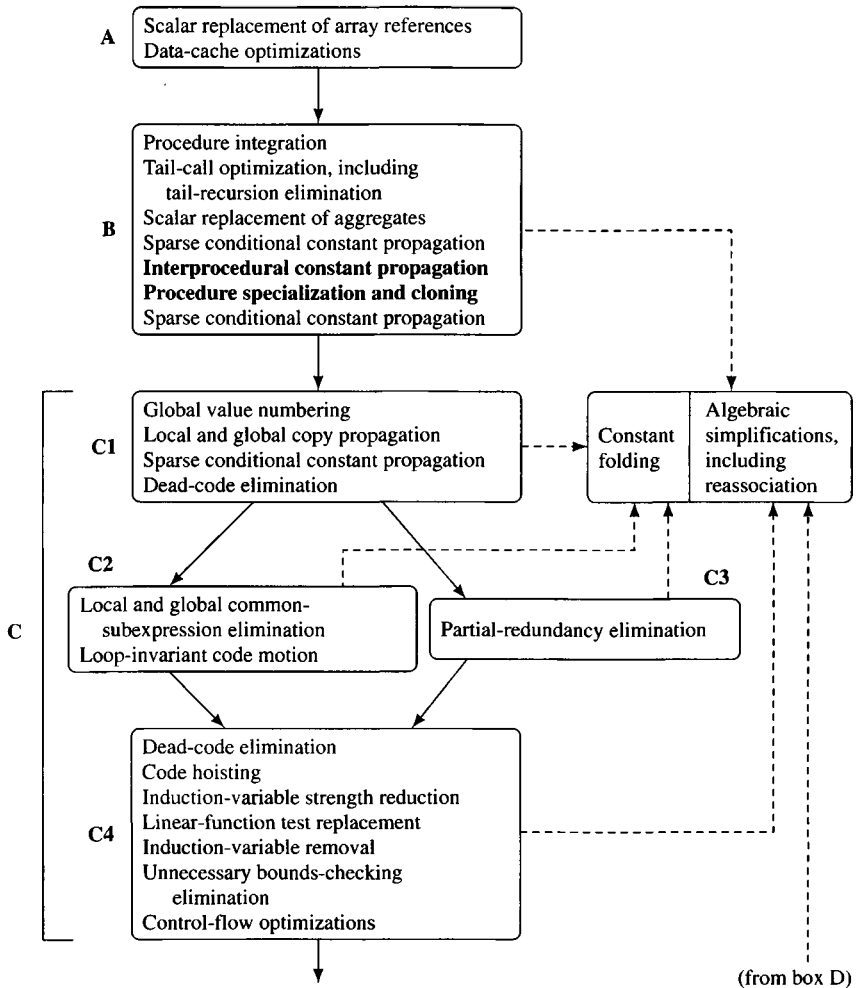 A
Scalar replacement of array references
Data-cache optimizations
B
Procedure integration
Tail-call optimization, including
tail-recursion elimination
Scalar replacement of aggregates
Sparse conditional constant propagation
Interprocedural constant propagation
Procedure specialization and cloning
Sparse conditional constant propagation
C
C1
Global value numbering
Local and global copy propagation
Sparse conditional constant propagation
Dead-code elimination
Constant
folding
Algebraic
simplifications,
including
reassociation
C2
Local and global common-
subexpression elimination
Loop-invariant code motion
C3
Partial-redundancy elimination
C4
Dead-code elimination
Code hoisting
Induction-variable strength reduction
Linear-function test replacement
Induction-variable removal
Unnecessary bounds-checking
elimination
Control-flow optimizations
(from box D)